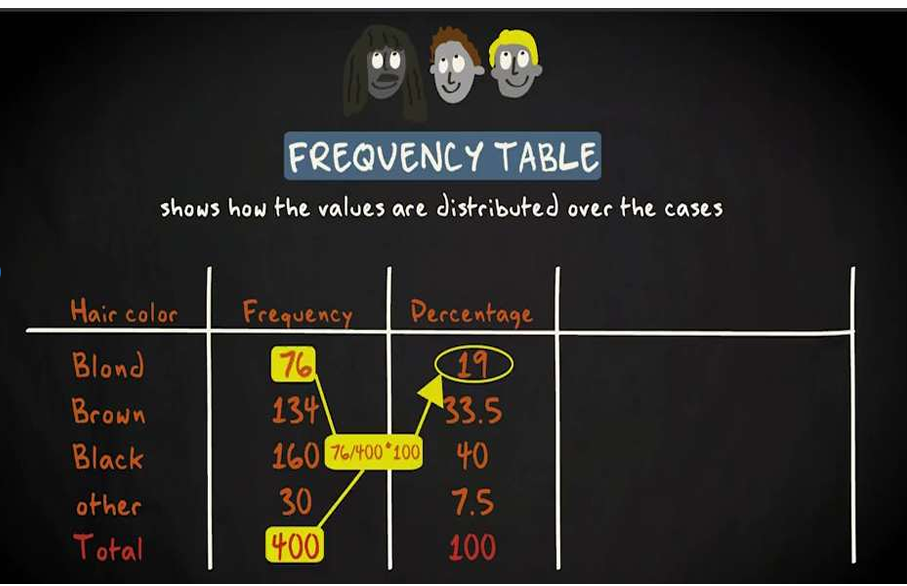 FREQUENCY TABLE
shows how the values are distributed over the cases
Hair color Frequency Percentage
Blond 76 19
Brown 134 33.5
Black 160 76/400*100 40
other 30 7.5
Total 400 100